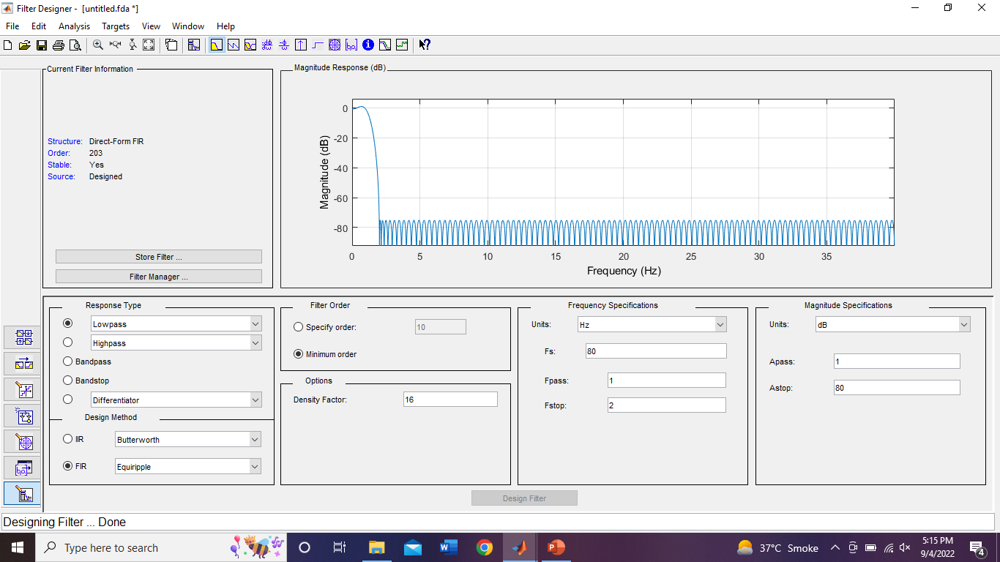 Filter Designer - [untitled.fda *]
File Edit Analysis Targets View Window Help
Current Filter Information
Structure: Direct-Form FIR
Order: 203
Stable: Yes
Source: Designed
Store Filter ...
Filter Manager ...
Magnitude Response (dB)
Magnitude (dB)
0
-20
-40
-60
-80
0 5 10 15 20 25 30 35
Frequency (Hz)
Response Type
Lowpass
Highpass
Bandpass
Bandstop
Differentiator
Design Method
IIR Butterworth
FIR Equiripple
Filter Order
Specify order: 10
Minimum order
Options
Density Factor: 16
Frequency Specifications
Units: Hz
Fs: 80
Fpass: 1
Fstop: 2
Magnitude Specifications
Units: dB
Apass: 1
Astop: 80
Design Filter
Designing Filter ... Done
Type here to search
37°C Smoke
5:15 PM
9/4/2022
4